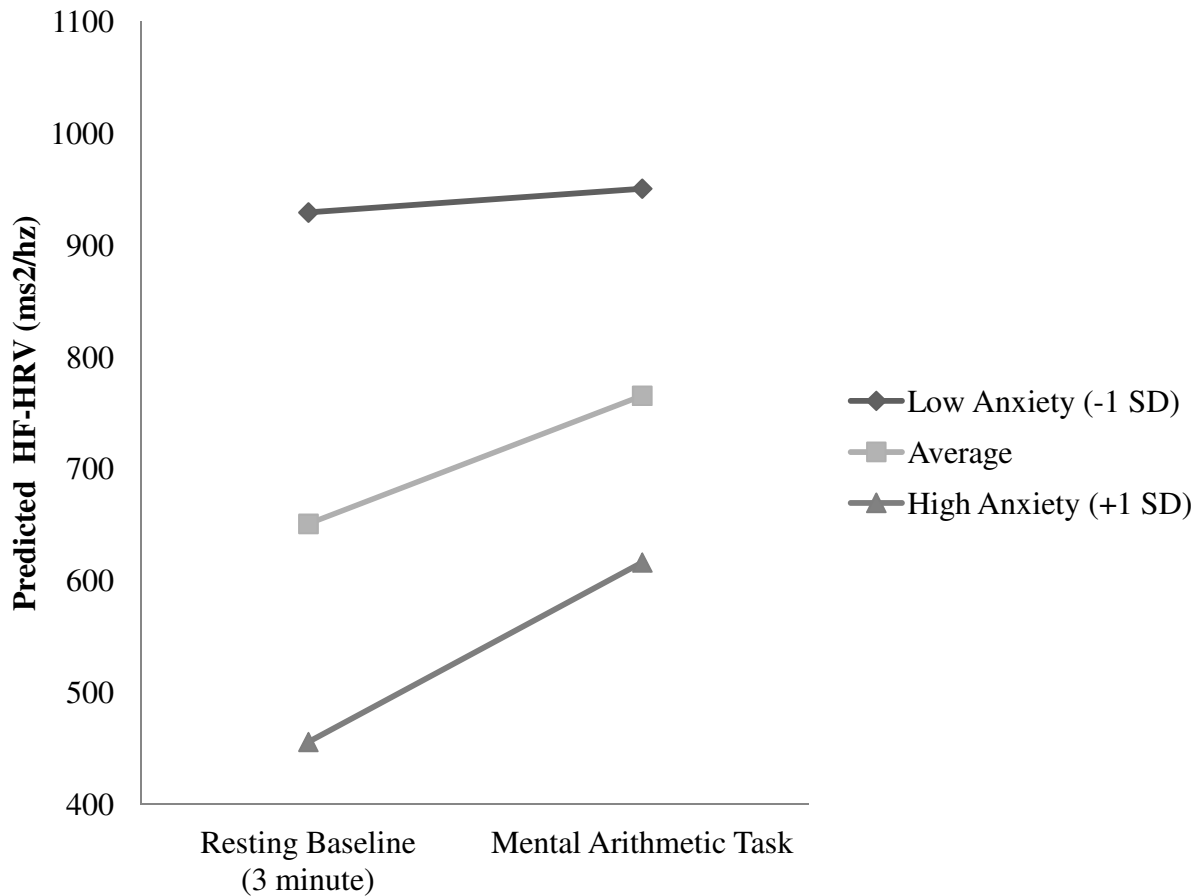 1100
1000
900
800
700
600
500
400
Predicted HF-HRV (ms2/hz)
Resting Baseline
(3 minute)
Mental Arithmetic Task
Low Anxiety (-1 SD)
Average
High Anxiety (+1 SD)